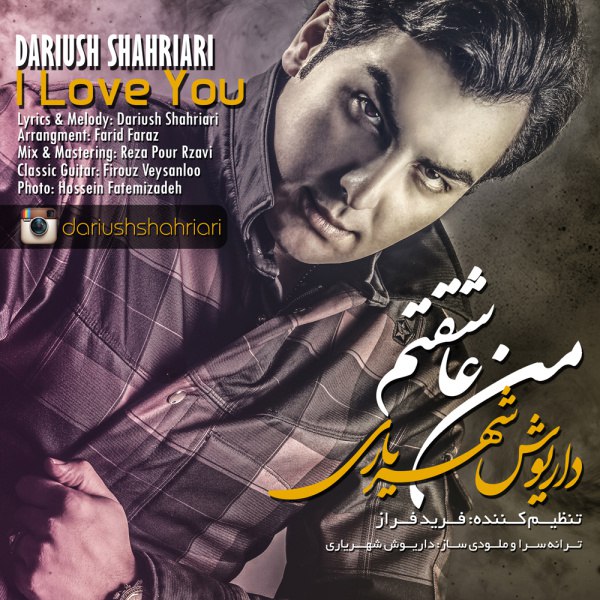 DARIUSH SHAHRIARI
I Love You
Lyrics & Melody: Dariush Shahriari
Arrangment: Farid Faraz
Mix & Mastering: Reza Pour Rzavi
Classic Guitar: Firouz Veysanloo
Photo: Hossein Fatemizadeh
dariushshahriari
من عاشقتم
داریوش شهریاری
تنظیم کننده: فرید فراز
ترانه سرا و ملودی ساز: داریوش شهریاری